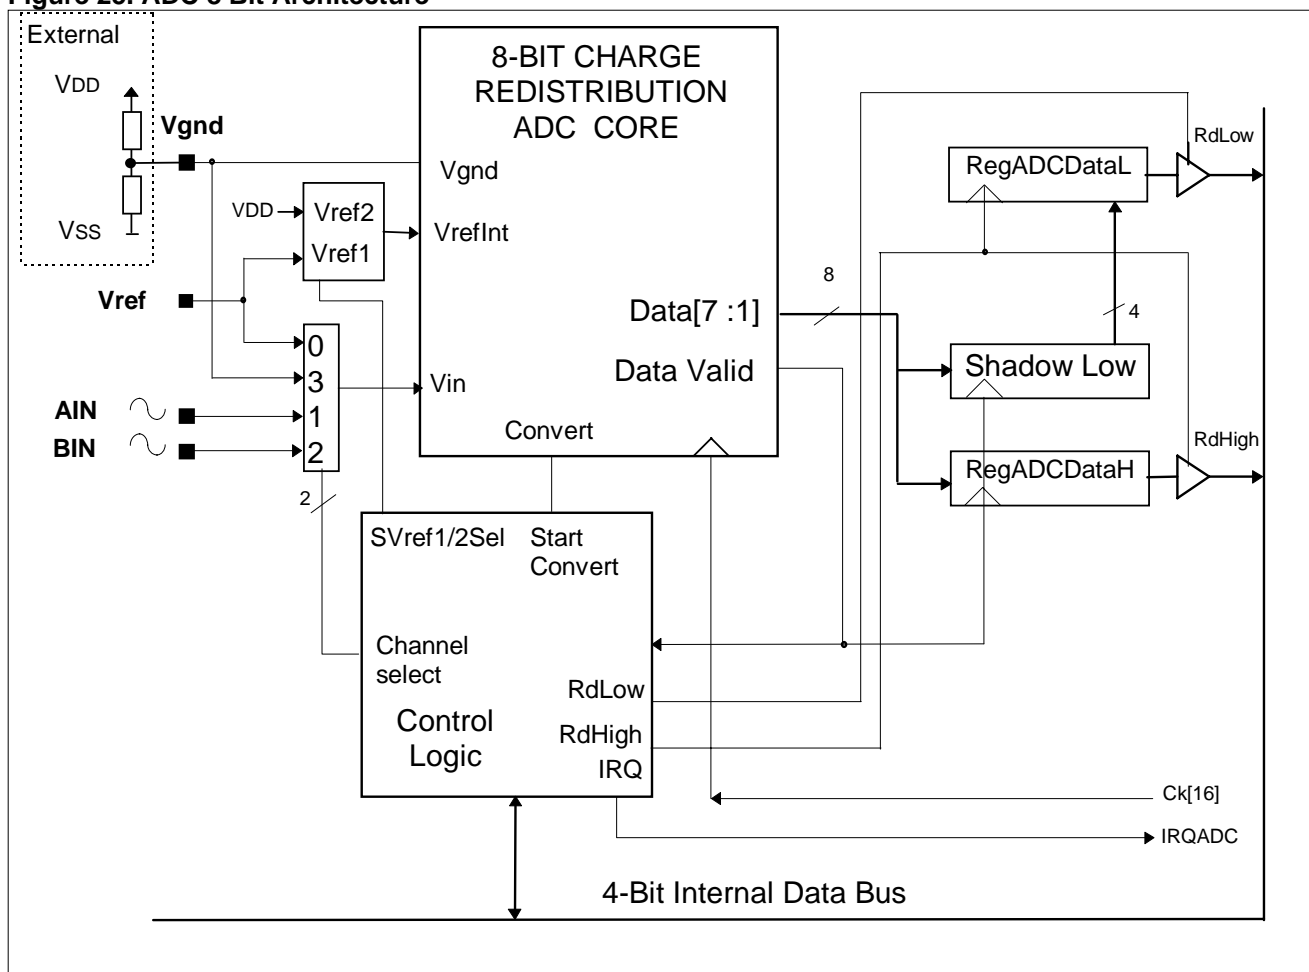 Figure 23. ADC 8 Bit Architecture
External
VDD
Vgnd
VSS
8-BIT CHARGE
REDISTRIBUTION
ADC CORE
Vgnd
VDD
Vref2
Vref1
VrefInt
Vref
0
3
1
2
Vin
AIN
BIN
2
Data[7 :1]
8
Data Valid
Convert
RegADCDataL
RdLow
4
Shadow Low
RdHigh
RegADCDataH
SVref1/2Sel
Start
Convert
Channel
select
RdLow
Control
Logic
RdHigh
IRQ
Ck[16]
IRQADC
4-Bit Internal Data Bus